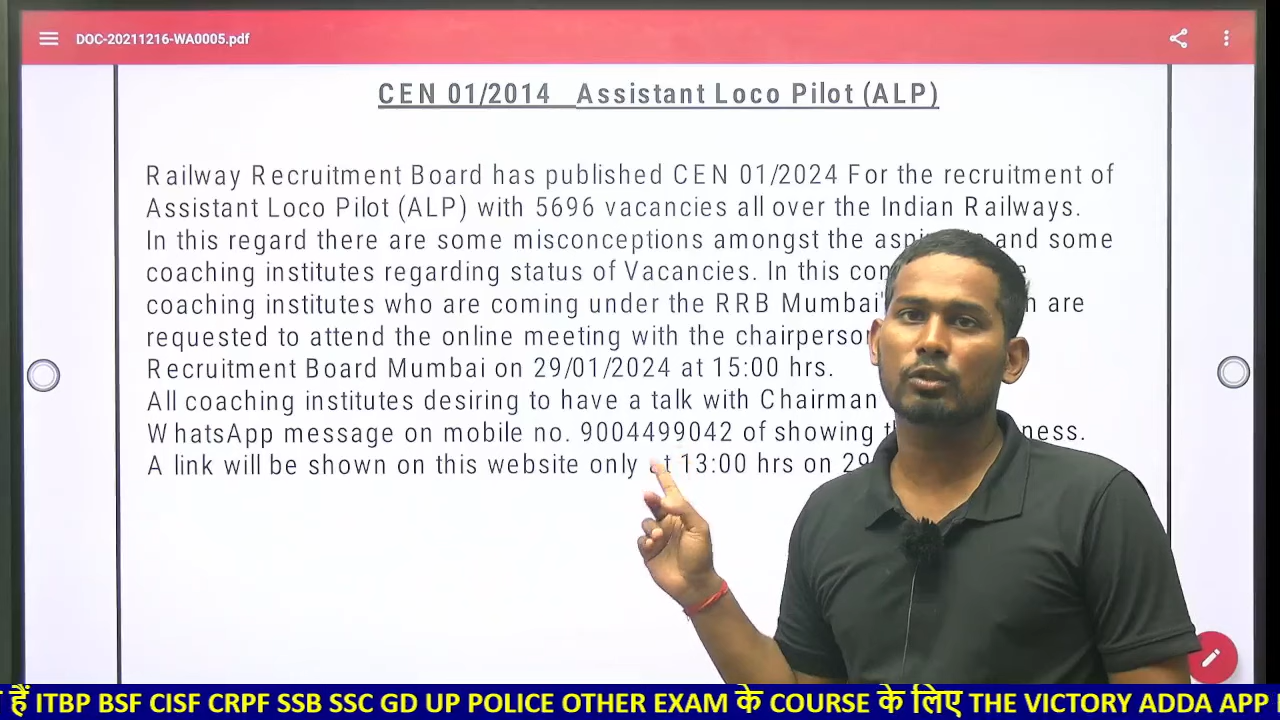 DOC-20211216-WA0005.pdf
CEN 01/2014 Assistant Loco Pilot (ALP)
Railway Recruitment Board has published CEN 01/2024 For the recruitment of
Assistant Loco Pilot (ALP) with 5696 vacancies all over the Indian Railways.
In this regard there are some misconceptions amongst the and some
coaching institutes regarding status of Vacancies. In this
coaching institutes who are coming under the RRB Mumbai's are
requested to attend the online meeting with the chairperson
Recruitment Board Mumbai on 29/01/2024 at 15:00 hrs.
All coaching institutes desiring to have a talk with Chairman
WhatsApp message on mobile no. 9004499042 of showing
A link will be shown on this website only at 13:00 hrs on
हैं ITBP BSF CISF CRPF SSB SSC GD UP POLICE OTHER EXAM के COURSE के लिए THE VICTORY ADDA APP